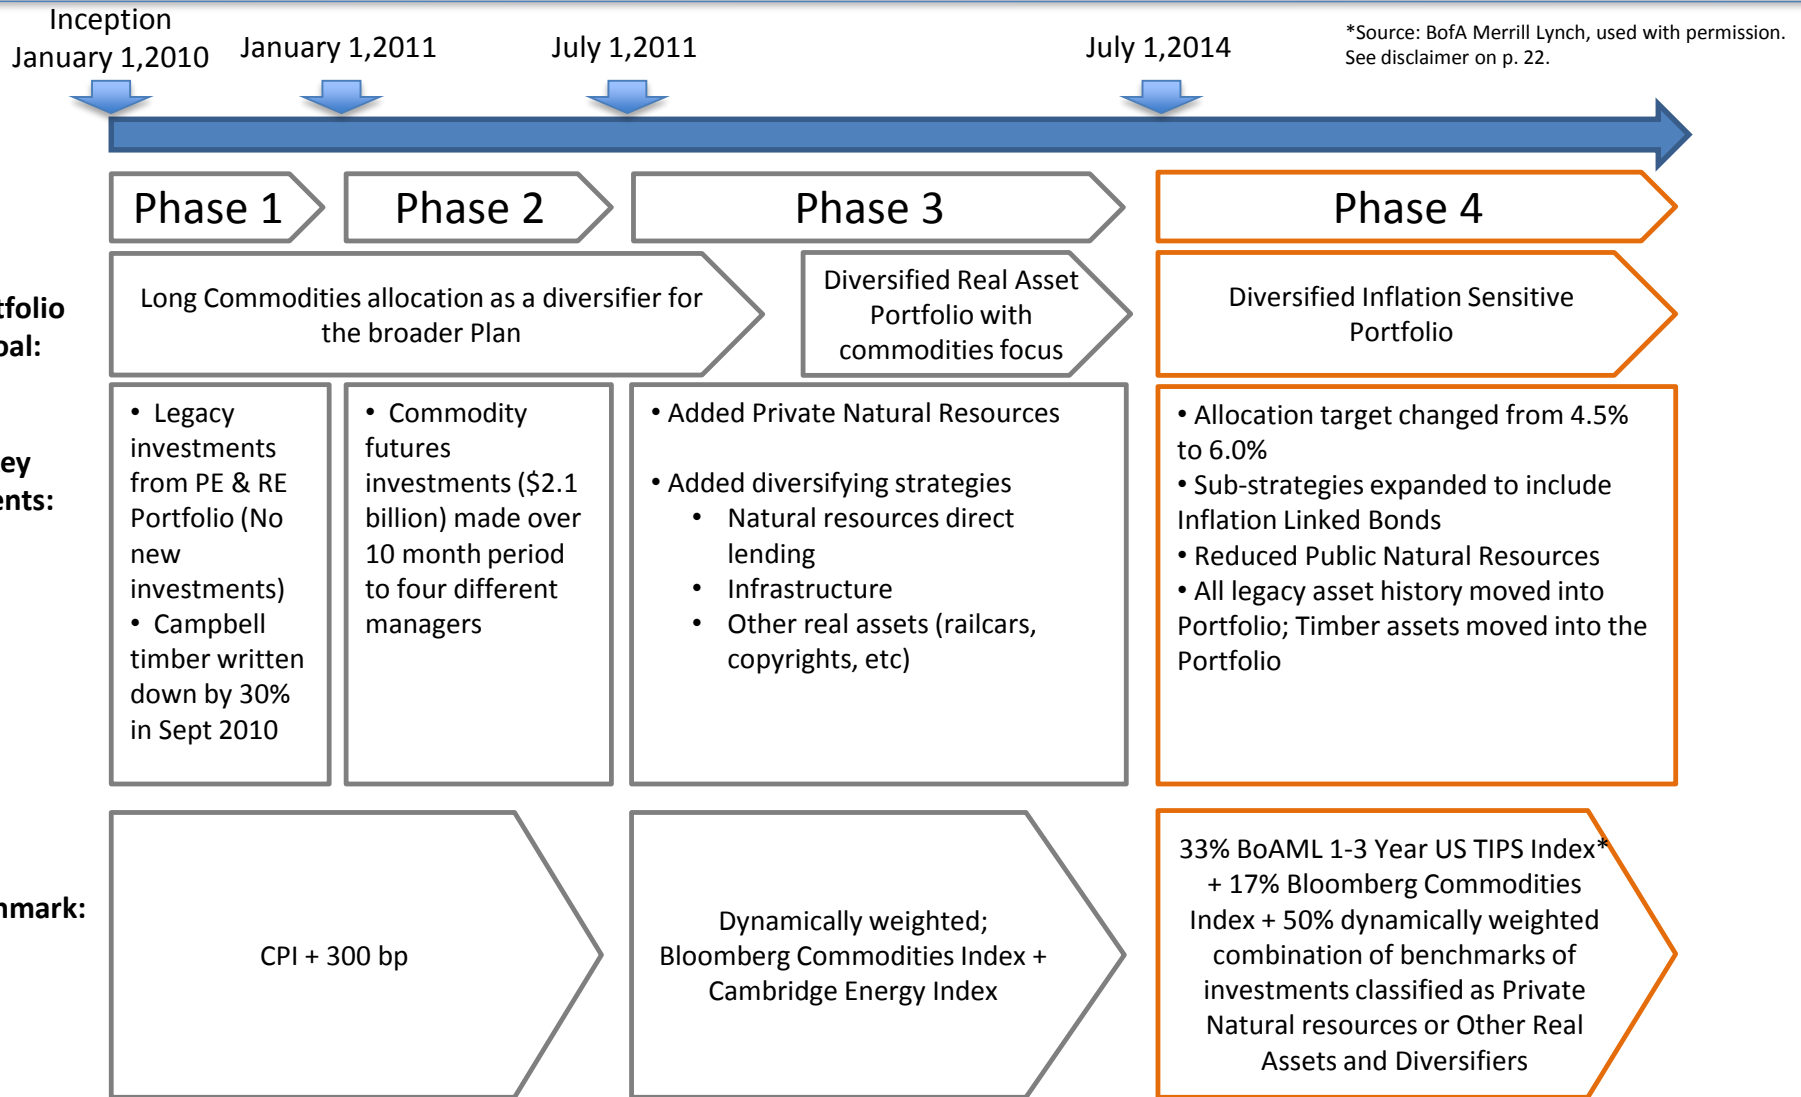 Inception
January 1,2010
January 1,2011
July 1,2011
July 1,2014
*Source: BofA Merrill Lynch, used with permission.
See disclaimer on p. 22.
Phase 1
Phase 2
Phase 3
Phase 4
tfolio
oal:
Long Commodities allocation as a diversifier for
the broader Plan
Diversified Real Asset
Portfolio with
commodities focus
Diversified Inflation Sensitive
Portfolio
ey
ents:
• Legacy
investments
from PE & RE
Portfolio (No
new
investments)
• Campbell
timber written
down by 30%
in Sept 2010
• Commodity
futures
investments ($2.1
billion) made over
10 month period
to four different
managers
• Added Private Natural Resources
• Added diversifying strategies
• Natural resources direct
lending
• Infrastructure
• Other real assets (railcars,
copyrights, etc)
• Allocation target changed from 4.5%
to 6.0%
• Sub-strategies expanded to include
Inflation Linked Bonds
• Reduced Public Natural Resources
• All legacy asset history moved into
Portfolio; Timber assets moved into the
Portfolio
hmark:
CPI + 300 bp
Dynamically weighted;
Bloomberg Commodities Index +
Cambridge Energy Index
33% BoAML 1-3 Year US TIPS Index*
+ 17% Bloomberg Commodities
Index + 50% dynamically weighted
combination of benchmarks of
investments classified as Private
Natural resources or Other Real
Assets and Diversifiers